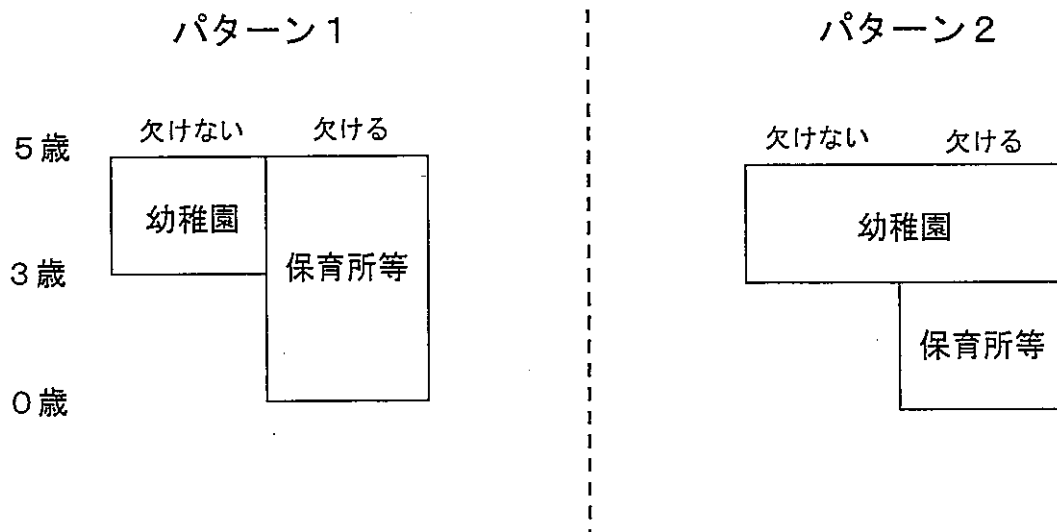 パターン1
欠けない 欠ける
5歳
幼稚園
3歳
保育所等
0歳
パターン2
欠けない 欠ける
幼稚園
保育所等